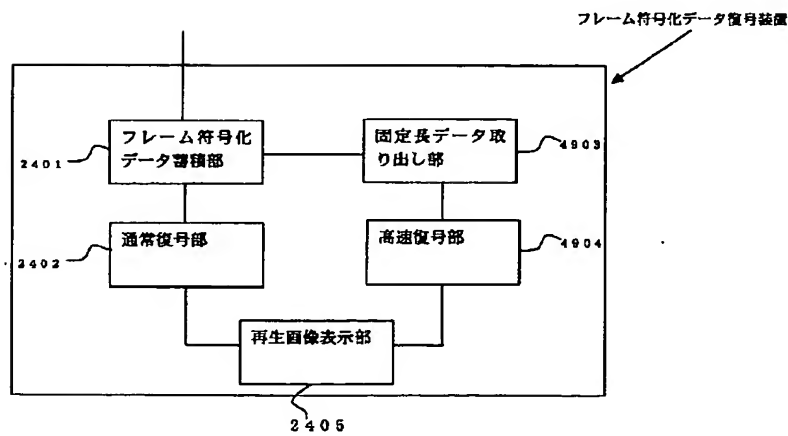 フレーム符号化データ復号装置
フレーム符号化
データ蓄積部
2401
固定長データ取
り出し部
4903
通常復号部
2402
高速復号部
4904
再生画像表示部
2405